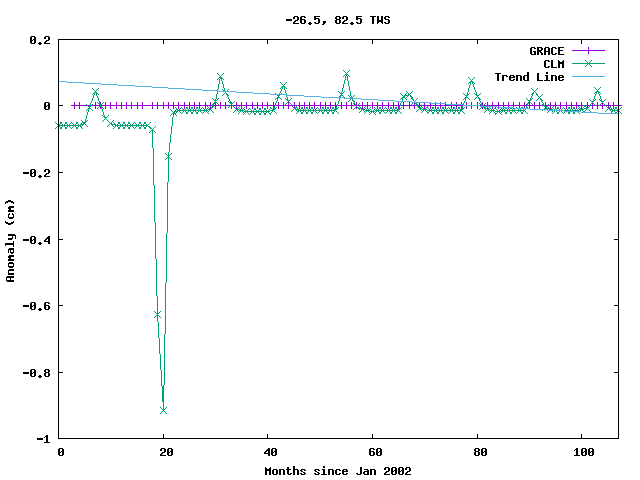 -26.5, 82.5 TWS
GRACE
CLM
Trend Line
0.2
0
-0.2
-0.4
-0.6
-0.8
-1
Anomaly (cm)
0 20 40 60 80 100
Months since Jan 2002